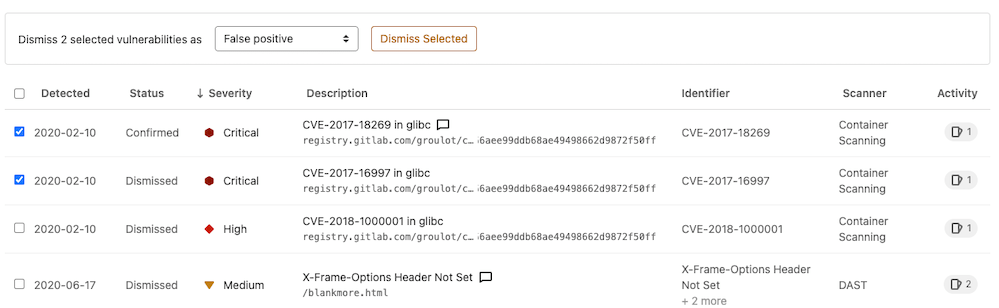 Dismiss 2 selected vulnerabilities as False positive Dismiss Selected
Detected Status ↓ Severity Description Identifier Scanner Activity
2020-02-10 Confirmed Critical CVE-2017-18269 in glibc CVE-2017-18269 Container Scanning 1
registry.gitlab.com/groulot/c… 6aee99ddb68ae49498662d9872f50ff
2020-02-10 Dismissed Critical CVE-2017-16997 in glibc CVE-2017-16997 Container Scanning 1
registry.gitlab.com/groulot/c… 6aee99ddb68ae49498662d9872f50ff
2020-02-10 Dismissed High CVE-2018-1000001 in glibc CVE-2018-1000001 Container Scanning 1
registry.gitlab.com/groulot/c… 6aee99ddb68ae49498662d9872f50ff
2020-06-17 Dismissed Medium X-Frame-Options Header Not Set X-Frame-Options Header Not Set DAST 2
/blankmore.html + 2 more